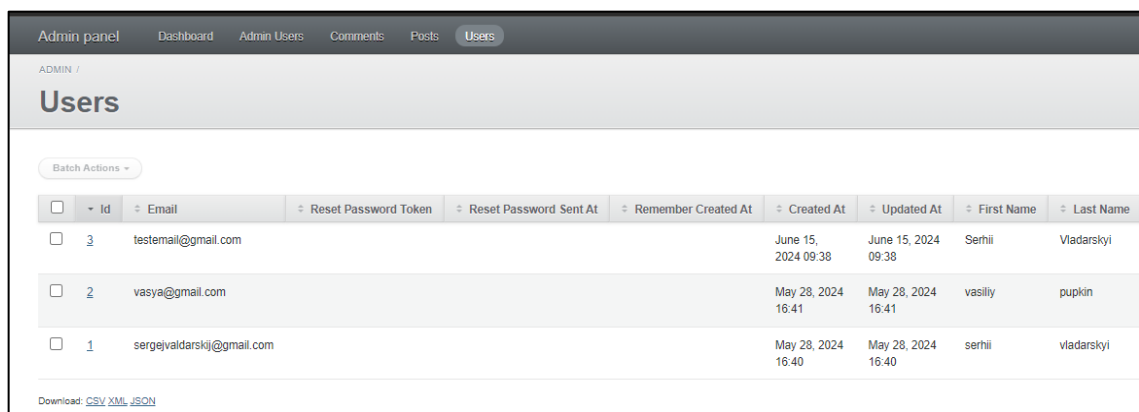 Admin panel Dashboard Admin Users Comments Posts Users
ADMIN /
Users
Batch Actions
Id Email Reset Password Token Reset Password Sent At Remember Created At Created At Updated At First Name Last Name
3 testemail@gmail.com June 15, 2024 09:38 June 15, 2024 09:38 Serhii Vladarskyi
2 vasya@gmail.com May 28, 2024 16:41 May 28, 2024 16:41 vasiliy pupkin
1 sergejvaldarskij@gmail.com May 28, 2024 16:40 May 28, 2024 16:40 serhii vladarskyi
Download: CSV XML JSON